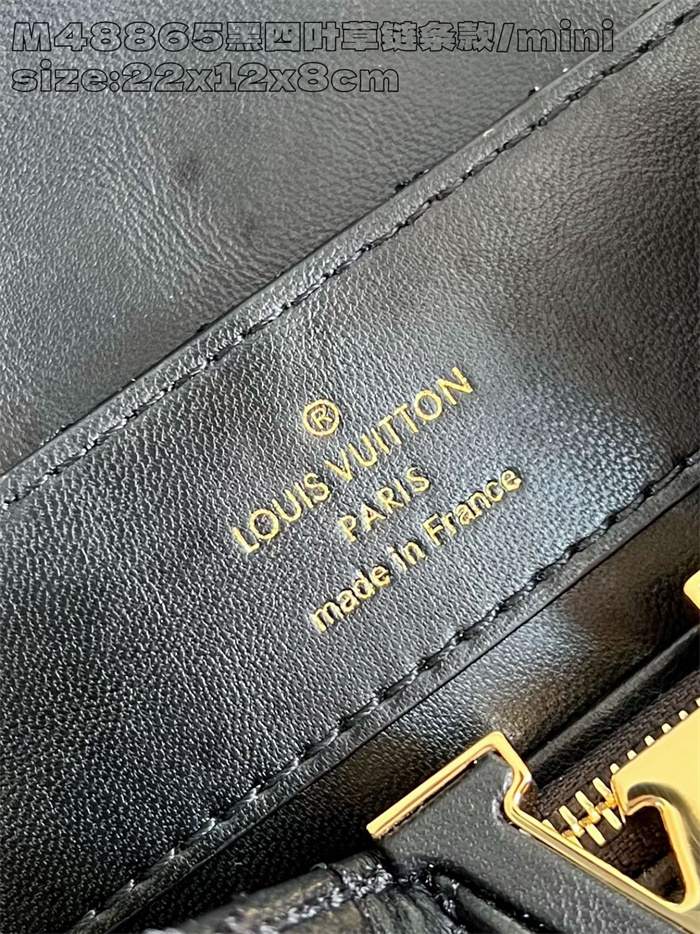 M48865黑四叶草链条款/mini
size:22x12x8cm
®
LOUIS VUITTON
PARIS
made in France